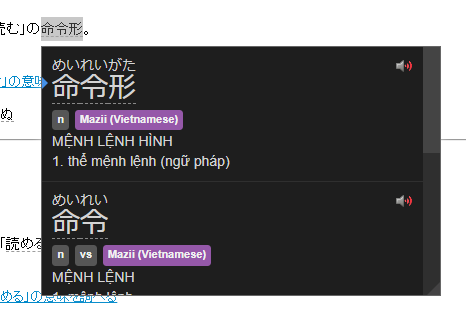 読む」の命令形。
めいれいがた
命令形
n Mazii (Vietnamese)
MỆNH LỆNH HÌNH
1. thể mệnh lệnh (ngữ pháp)
」の意味
ぬ
めいれい
命令
n vs Mazii (Vietnamese)
MỆNH LỆNH
「読める
める」の意味を調べる